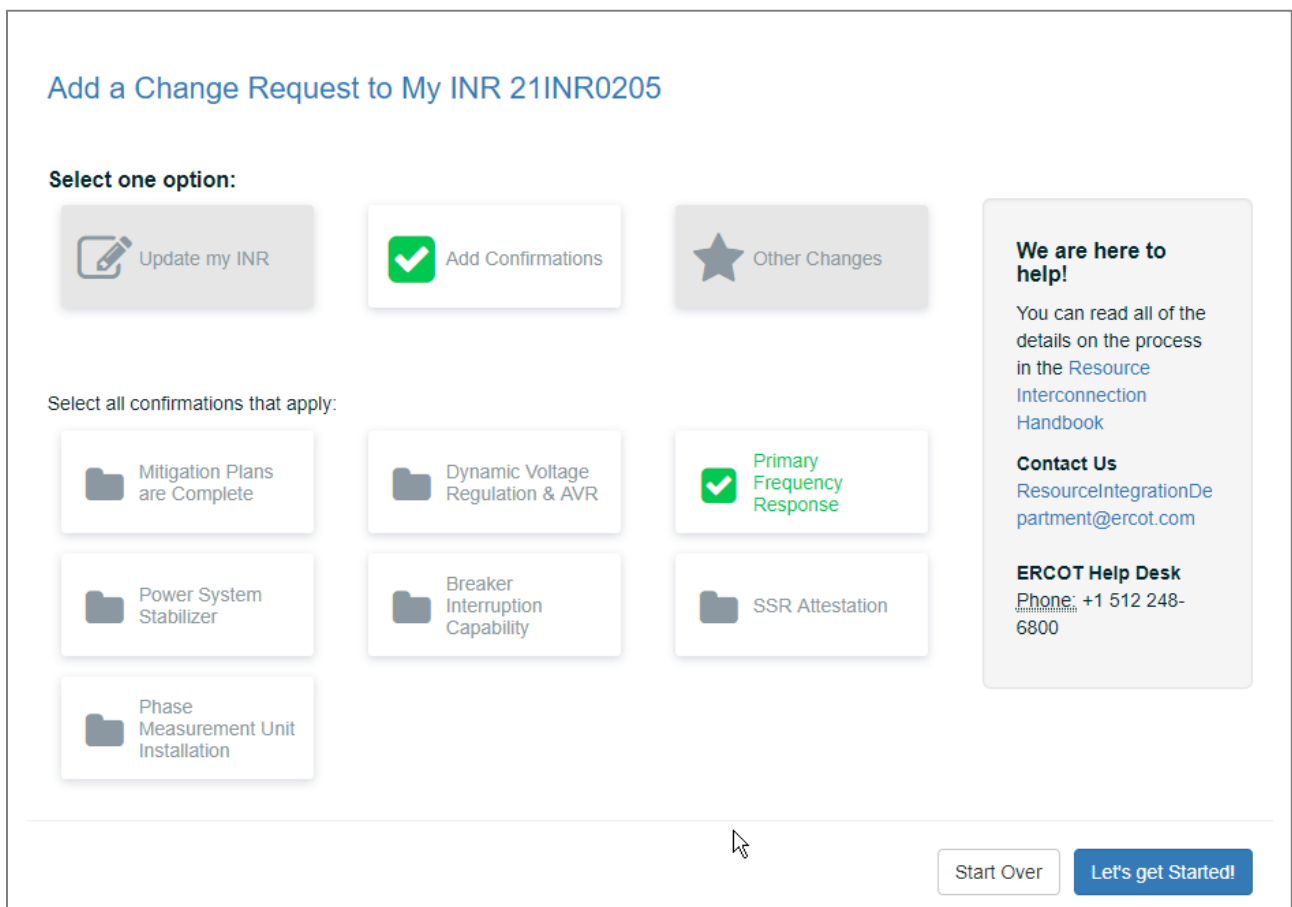 Add a Change Request to My INR 21INR0205
Select one option:
Update my INR
Add Confirmations
Other Changes
Select all confirmations that apply:
Mitigation Plans
are Complete
Dynamic Voltage
Regulation & AVR
Primary
Frequency
Response
Power System
Stabilizer
Breaker
Interruption
Capability
SSR Attestation
Phase
Measurement Unit
Installation
We are here to
help!
You can read all of the
details on the process
in the Resource
Interconnection
Handbook
Contact Us
ResourceIntegrationDe
partment@ercot.com
ERCOT Help Desk
Phone: +1 512 248-
6800
Start Over
Let's get Started!